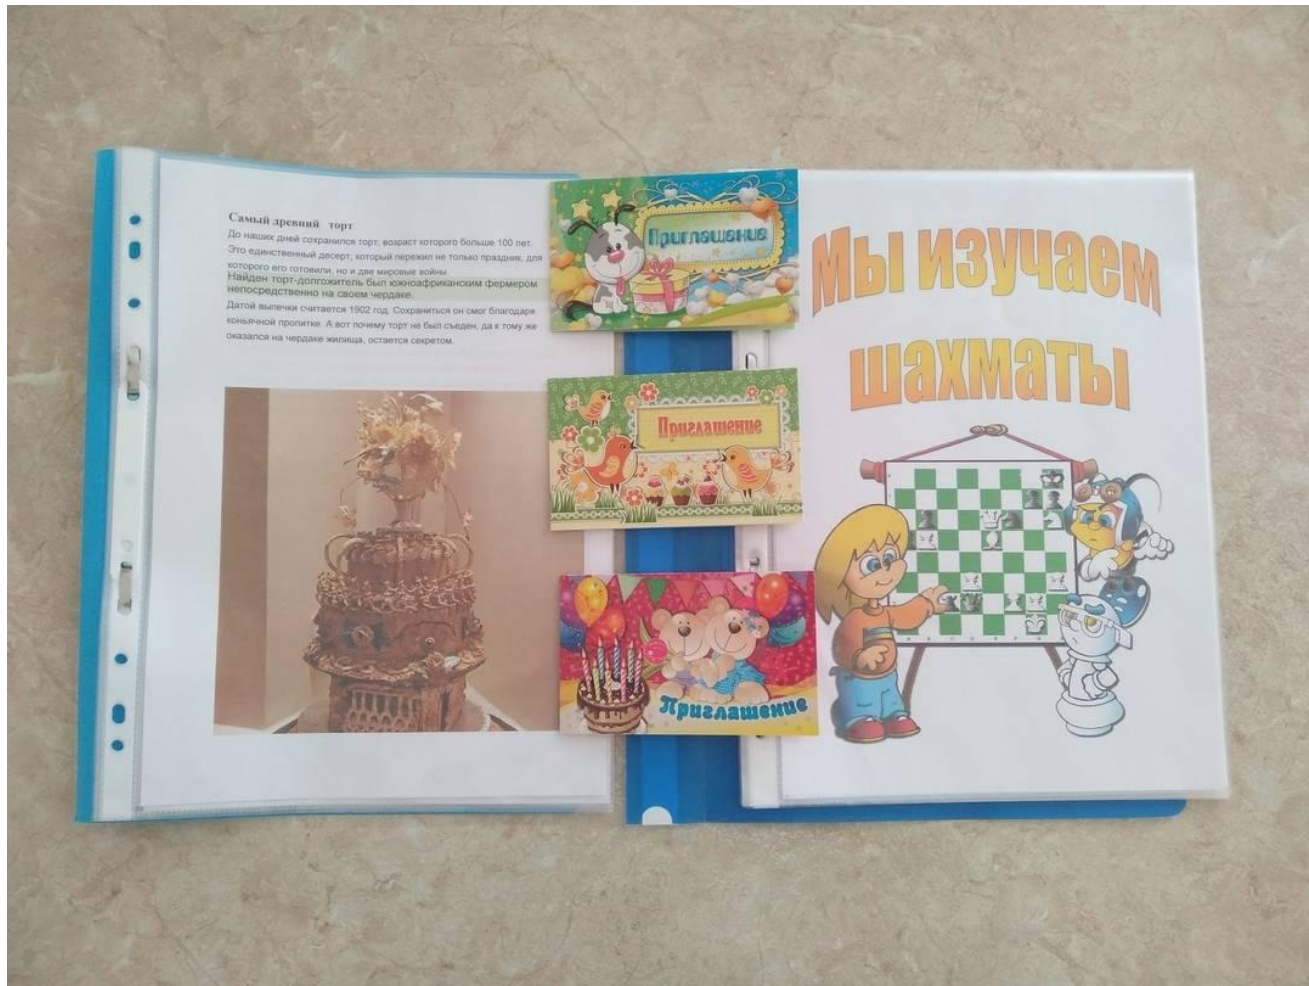 Самый древний торт
До наших дней сохранился торт, возраст которого больше 100 лет.
Это единственный десерт, который пережил не только праздник, для
которого его готовили, но и две мировые войны.
Найден торт-долгожитель был южноафриканским фермером
непосредственно на своем чердаке.
Датой выпечки считается 1902 год. Сохраниться он смог благодаря
коньячной пропитке. А вот почему торт не был съеден, да к тому же
оказался на чердаке жилища, остается секретом.
Приглашение
Приглашение
Приглашение
Мы изучаем
шахматы